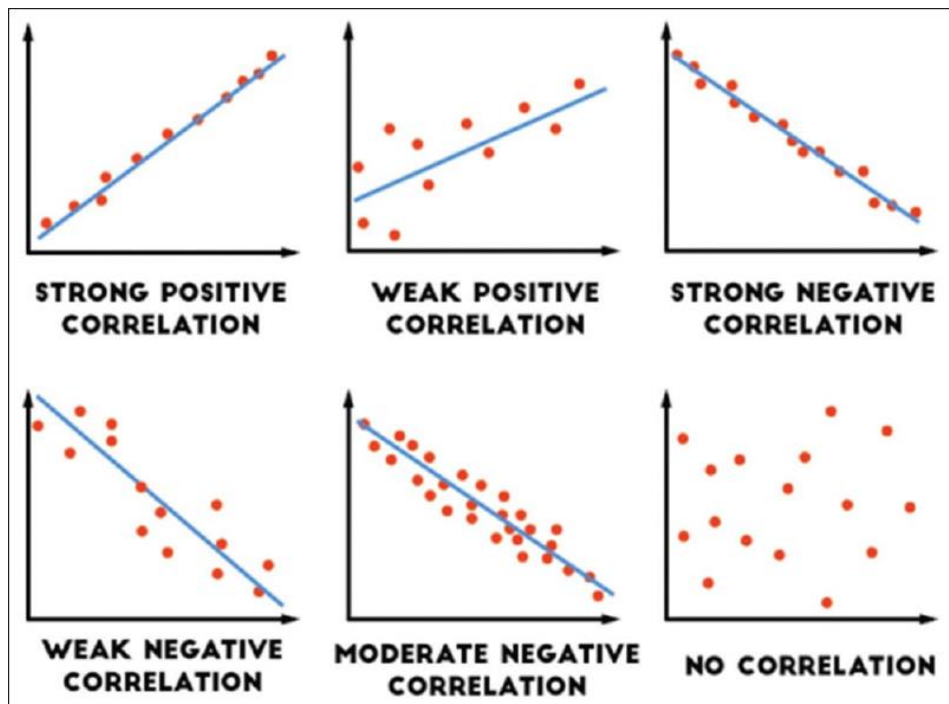 STRONG POSITIVE
CORRELATION
WEAK POSITIVE
CORRELATION
STRONG NEGATIVE
CORRELATION
WEAK NEGATIVE
CORRELATION
MODERATE NEGATIVE
CORRELATION
NO CORRELATION